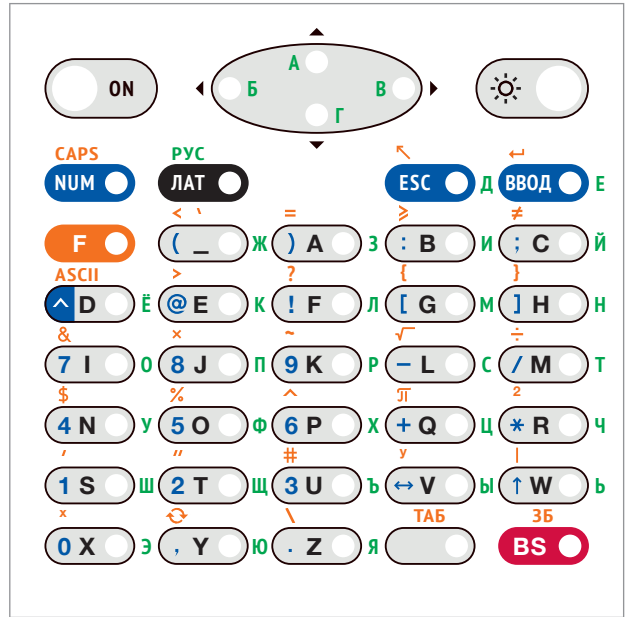 А
ON Б В
Г
CAPS РУС ↖ ↵
NUM ЛАТ ESC Д ВВОД Е
< ‵ = ⩾ ≠
F ( _ Ж ) A З : B И ; C Й
ASCII > ? { }
^ D Ё @ E К ! F Л [ G М ] H Н
& × ~ √ ÷
7 I О 8 J П 9 K Р – L С / M Т
$ % ^ π 2
4 N У 5 O Ф 6 P Х + Q Ц * R Ч
′ ″ # y |
1 S Ш 2 T Щ 3 U Ъ ↔ V Ы ↑ W Ь
x \ ТАБ ЗБ
0 X Э , Y Ю . Z Я BS